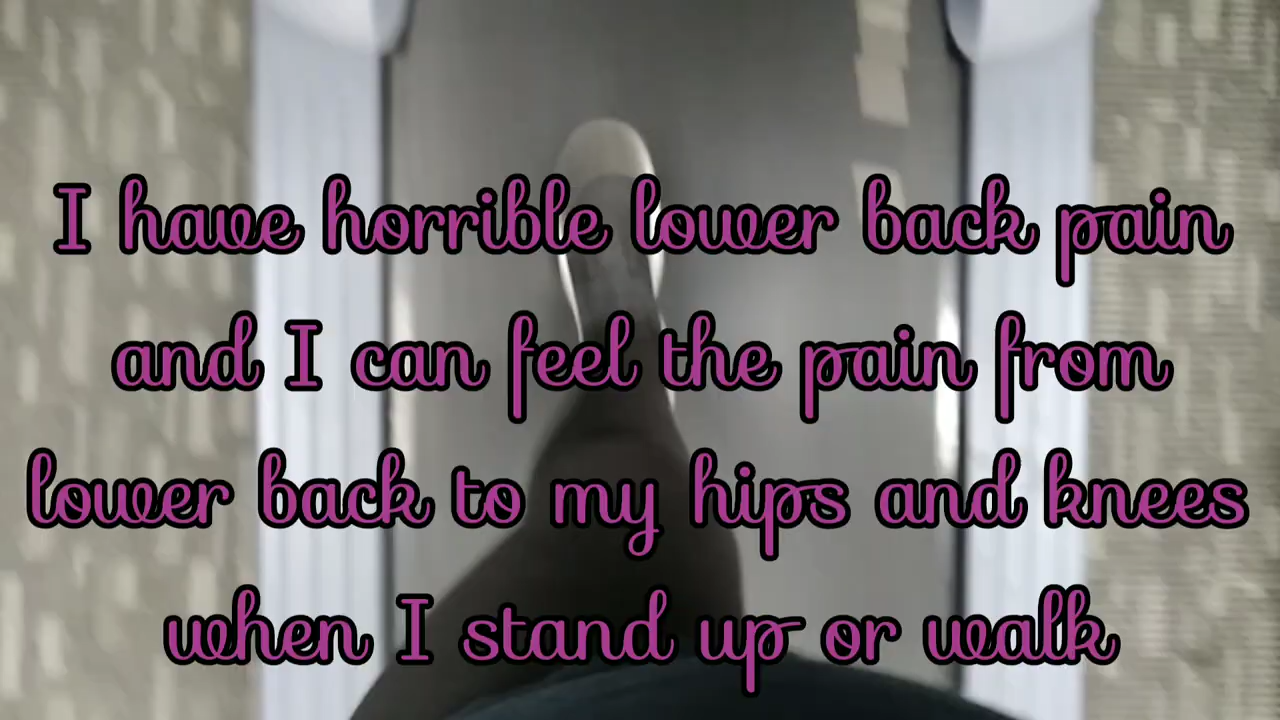 I have horrible lower back pain
and I can feel the pain from
lower back to my hips and knees
when I stand up or walk